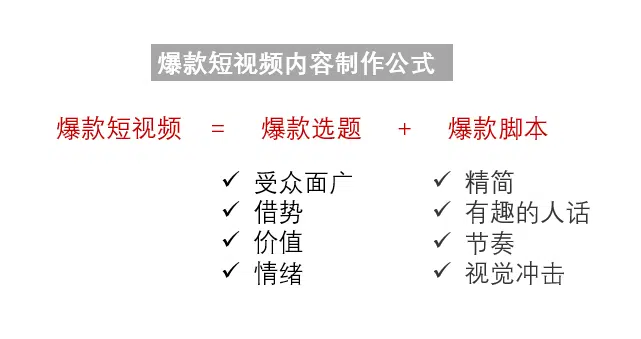 爆款短视频内容制作公式
爆款短视频 = 爆款选题 + 爆款脚本
✓ 受众面广 ✓ 精简
✓ 借势 ✓ 有趣的人话
✓ 价值 ✓ 节奏
✓ 情绪 ✓ 视觉冲击